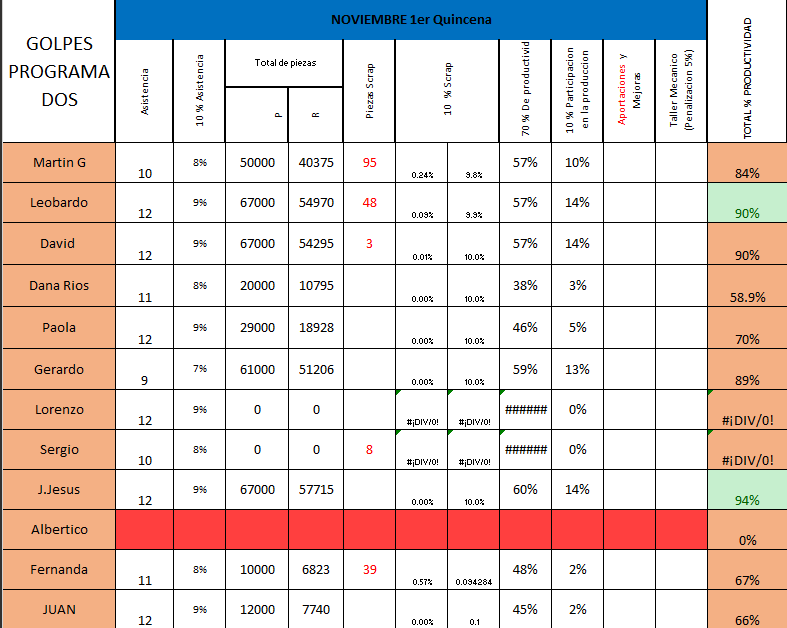 NOVIEMBRE 1er Quincena
GOLPES
PROGRAMA
DOS
Asistencia
10 % Asistencia
Total de piezas
P
R
Piezas Scrap
10 % Scrap
70 % De productivid
10 % Participacion
en la produccion
Aportaciones y
Mejoras
Taller Mecanico
(Penalizacion 5%)
TOTAL % PRODUCTIVIDAD
Martin G 10 8% 50000 40375 95 0.24% 9.8% 57% 10% 84%
Leobardo 12 9% 67000 54970 48 0.09% 9.9% 57% 14% 90%
David 12 9% 67000 54295 3 0.01% 10.0% 57% 14% 90%
Dana Rios 11 8% 20000 10795 0.00% 10.0% 38% 3% 58.9%
Paola 12 9% 29000 18928 0.00% 10.0% 46% 5% 70%
Gerardo 9 7% 61000 51206 0.00% 10.0% 59% 13% 89%
Lorenzo 12 9% 0 0 #¡DIV/0! #¡DIV/0! ###### 0% #¡DIV/0!
Sergio 10 8% 0 0 8 #¡DIV/0! #¡DIV/0! ###### 0% #¡DIV/0!
J.Jesus 12 9% 67000 57715 0.00% 10.0% 60% 14% 94%
Albertico 0%
Fernanda 11 8% 10000 6823 39 0.57% 0.094284 48% 2% 67%
JUAN 12 9% 12000 7740 0.00% 0.1 45% 2% 66%